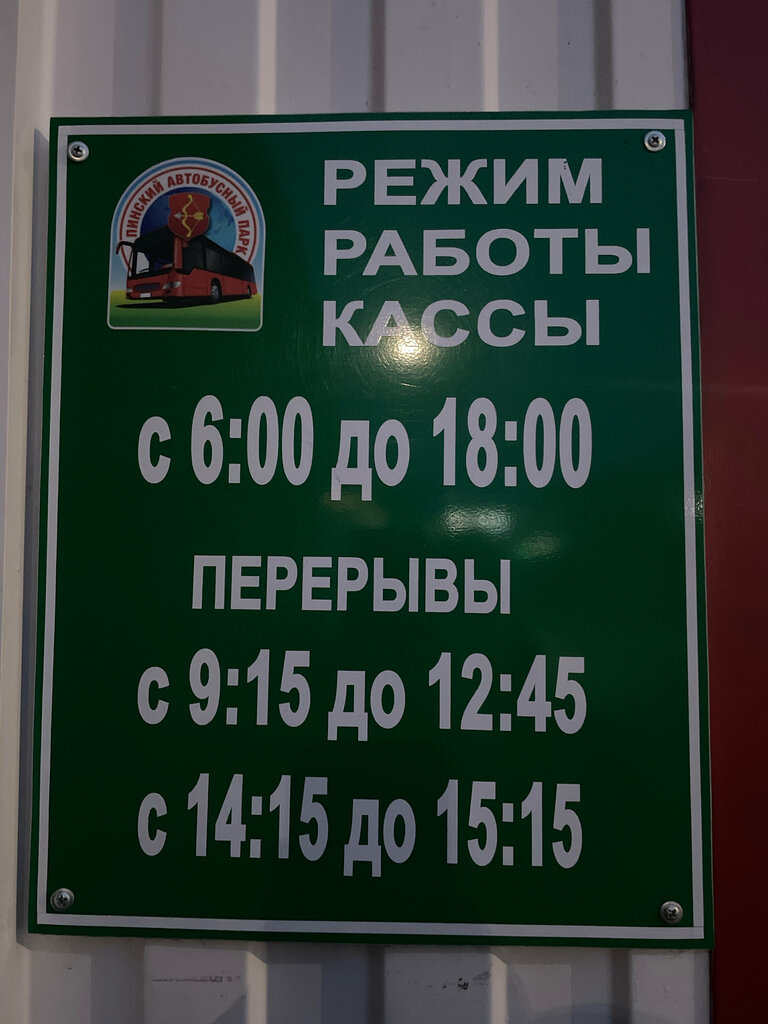 ПИНСКИЙ АВТОБУСНЫЙ ПАРК
РЕЖИМ
РАБОТЫ
КАССЫ
с 6:00 до 18:00
ПЕРЕРЫВЫ
с 9:15 до 12:45
с 14:15 до 15:15